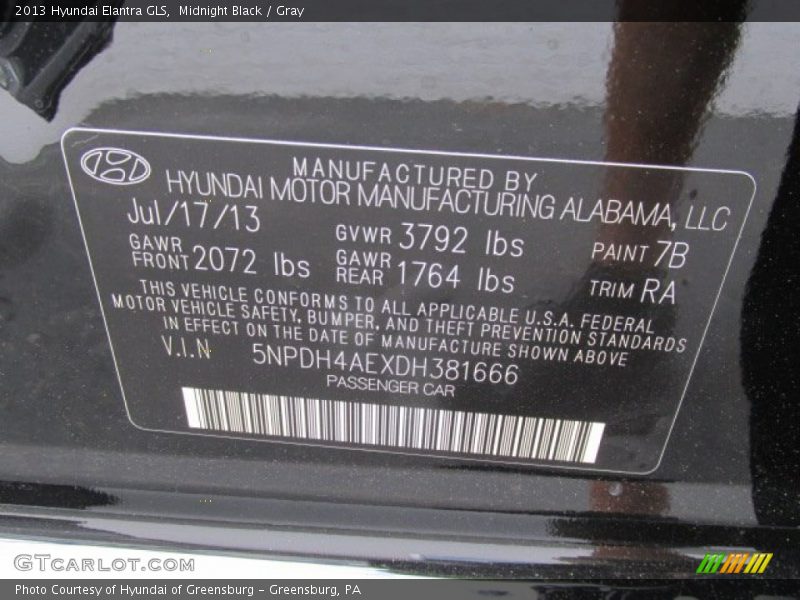 2013 Hyundai Elantra GLS,  Midnight Black / Gray
MANUFACTURED BY
HYUNDAI MOTOR MANUFACTURING ALABAMA, LLC
Jul/17/13 GVWR 3792 lbs PAINT 7B
GAWR FRONT 2072 lbs GAWR REAR 1764 lbs TRIM RA
THIS VEHICLE CONFORMS TO ALL APPLICABLE U.S.A. FEDERAL
MOTOR VEHICLE SAFETY, BUMPER, AND THEFT PREVENTION STANDARDS
IN EFFECT ON THE DATE OF MANUFACTURE SHOWN ABOVE
V.I.N 5NPDH4AEXDH381666
PASSENGER CAR
GTCARLOT.COM
Photo Courtesy of Hyundai of Greensburg - Greensburg, PA